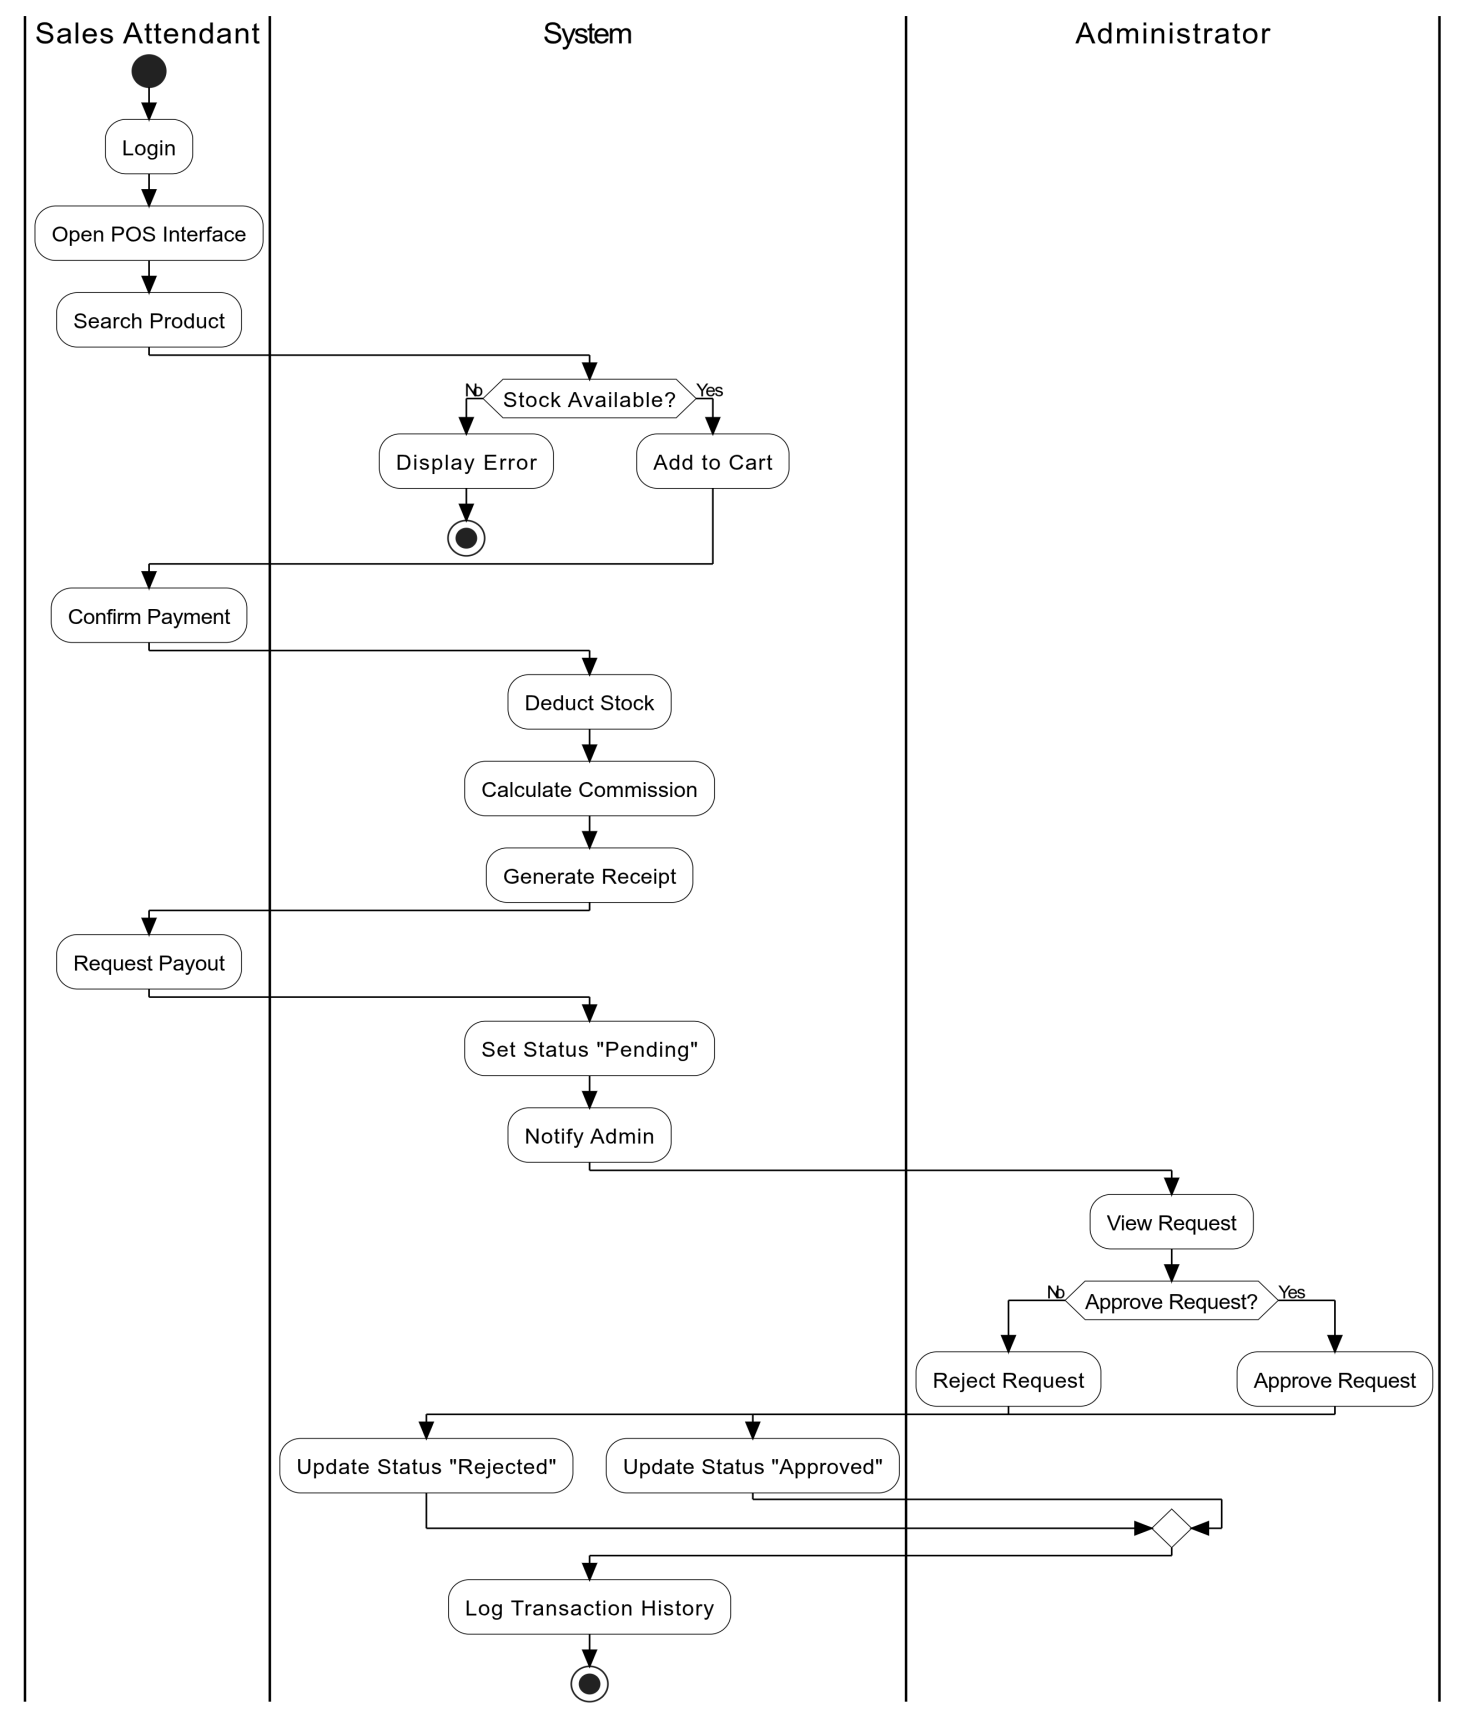 Sales Attendant
System
Administrator
Login
Open POS Interface
Search Product
No
Stock Available?
Yes
Display Error
Add to Cart
Confirm Payment
Deduct Stock
Calculate Commission
Generate Receipt
Request Payout
Set Status "Pending"
Notify Admin
View Request
No
Approve Request?
Yes
Reject Request
Approve Request
Update Status "Rejected"
Update Status "Approved"
Log Transaction History